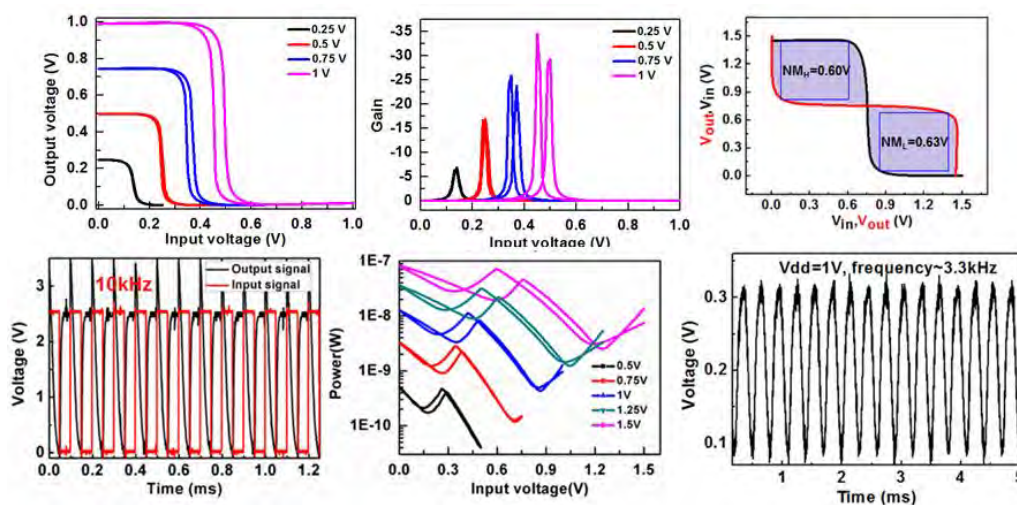 Output voltage (V)
1.0
0.8
0.6
0.4
0.2
0.0
0.25 V
0.5 V
0.75 V
1 V
0.0 0.2 0.4 0.6 0.8 1.0
Input voltage (V)
Gain
-35
-30
-25
-20
-15
-10
-5
0
0.25 V
0.5 V
0.75 V
1 V
0.0 0.2 0.4 0.6 0.8 1.0
Input voltage (V)
Vout,Vin (V)
1.5
1.2
0.9
0.6
0.3
0.0
NMH=0.60V
NML=0.63V
0.0 0.3 0.6 0.9 1.2 1.5
Vin,Vout (V)
Voltage (V)
3
2
1
0
10kHz
Output signal
Input signal
0.0 0.2 0.4 0.6 0.8 1.0 1.2
Time (ms)
Power(W)
1E-7
1E-8
1E-9
1E-10
0.5V
0.75V
1V
1.25V
1.5V
0.0 0.3 0.6 0.9 1.2 1.5
Input voltage(V)
Voltage (V)
0.3
0.2
0.1
Vdd=1V, frequency~3.3kHz
1 2 3 4 5
Time (ms)